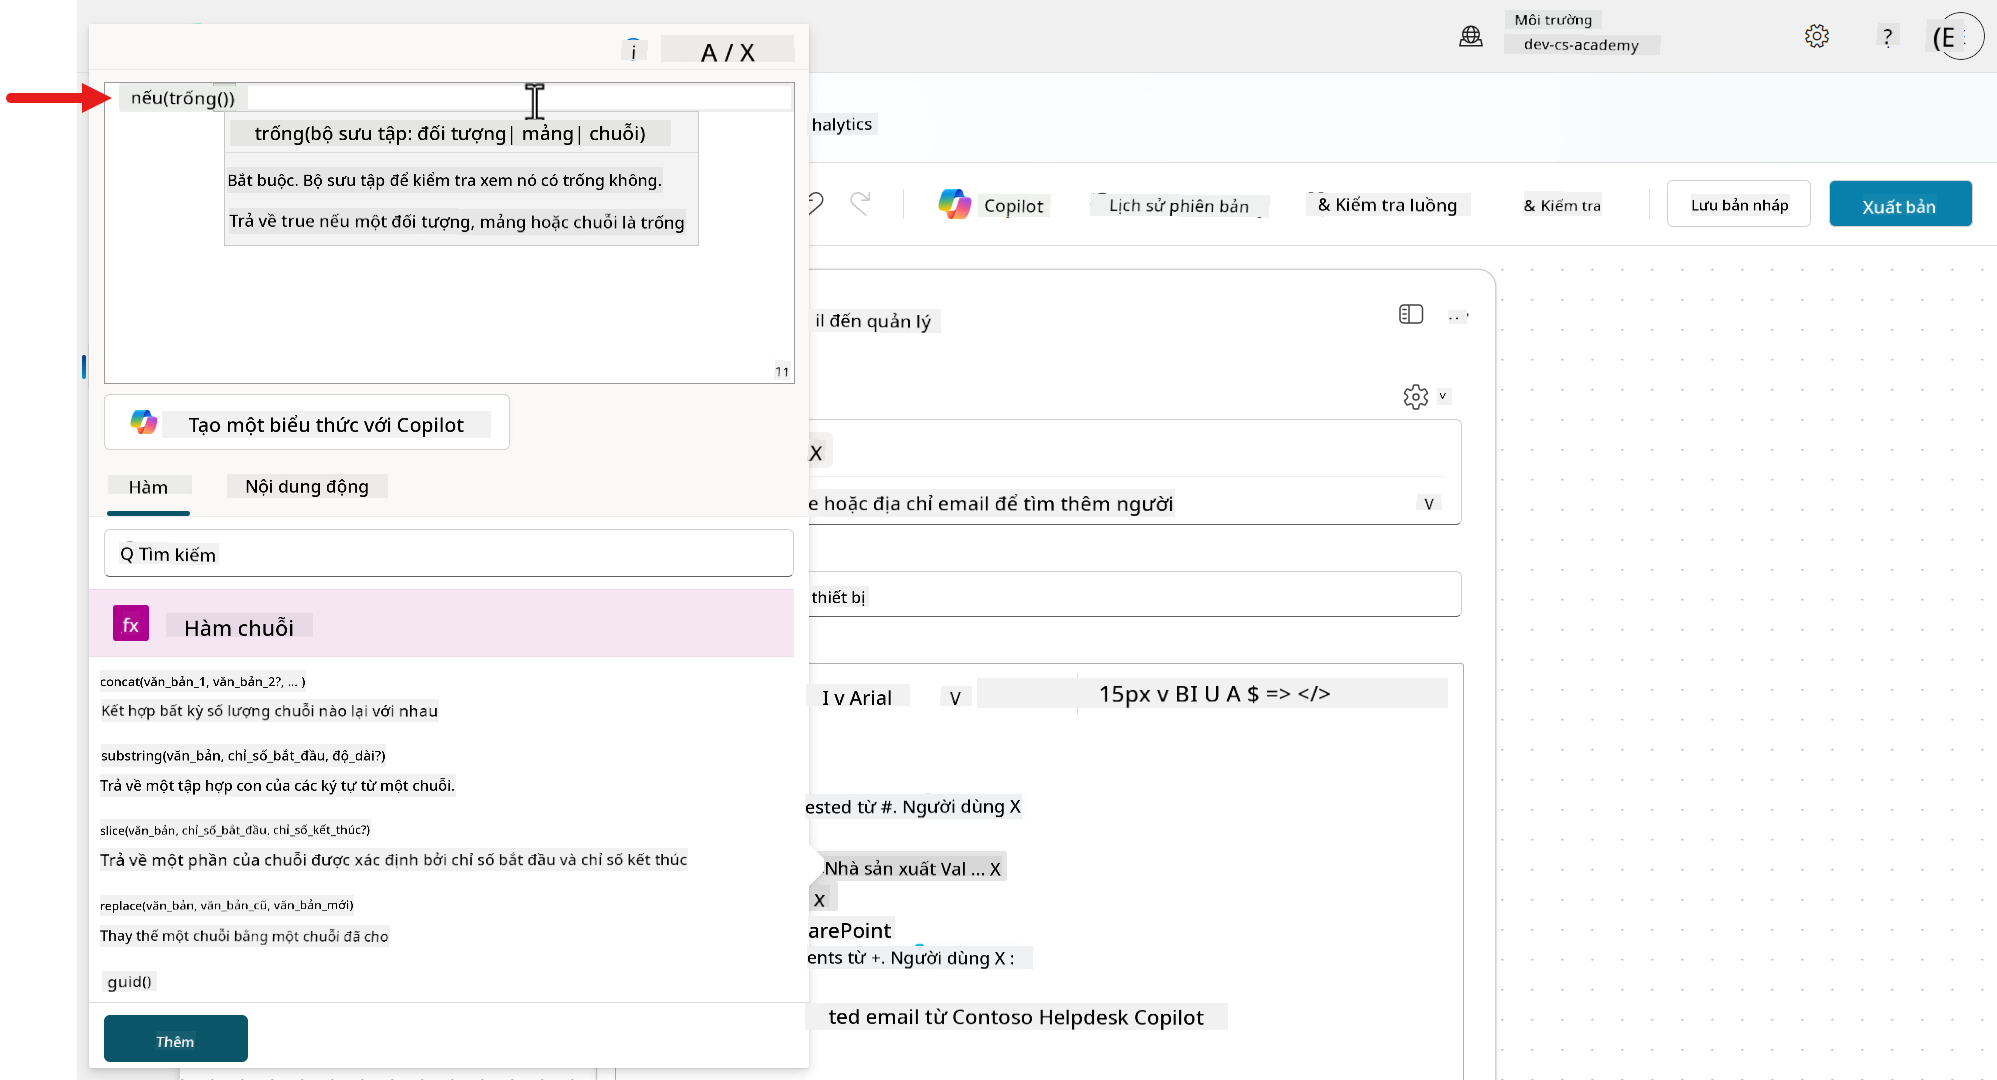 Môi trường
dev-cs-academy
?
(E
i
A / X
nếu(trống())
trống(bộ sưu tập: đối tượng| mảng| chuỗi)
Bắt buộc. Bộ sưu tập để kiểm tra xem nó có trống không.
Trả về true nếu một đối tượng, mảng hoặc chuỗi là trống
11
halytics
Copilot
Lịch sử phiên bản
& Kiểm tra luồng
& Kiểm tra
Lưu bản nháp
Xuất bản
il đến quản lý
Tạo một biểu thức với Copilot
Hàm
Nội dung động
Q Tìm kiếm
fx
Hàm chuỗi
concat(văn_bản_1, văn_bản_2?, ... )
Kết hợp bất kỳ số lượng chuỗi nào lại với nhau
substring(văn_bản, chỉ_số_bắt_đầu, độ_dài?)
Trả về một tập hợp con của các ký tự từ một chuỗi.
slice(văn_bản, chỉ_số_bắt_đầu, chỉ_số_kết_thúc?)
Trả về một phần của chuỗi được xác định bởi chỉ số bắt đầu và chỉ số kết thúc
replace(văn_bản, văn_bản_cũ, văn_bản_mới)
Thay thế một chuỗi bằng một chuỗi đã cho
guid()
Thêm
v
X
e hoặc địa chỉ email để tìm thêm người
V
thiết bị
I v Arial
V
15px v BI U A $ => </>
ested từ #. Người dùng X
Nhà sản xuất Val ... X
X
arePoint
ents từ +. Người dùng X :
ted email từ Contoso Helpdesk Copilot